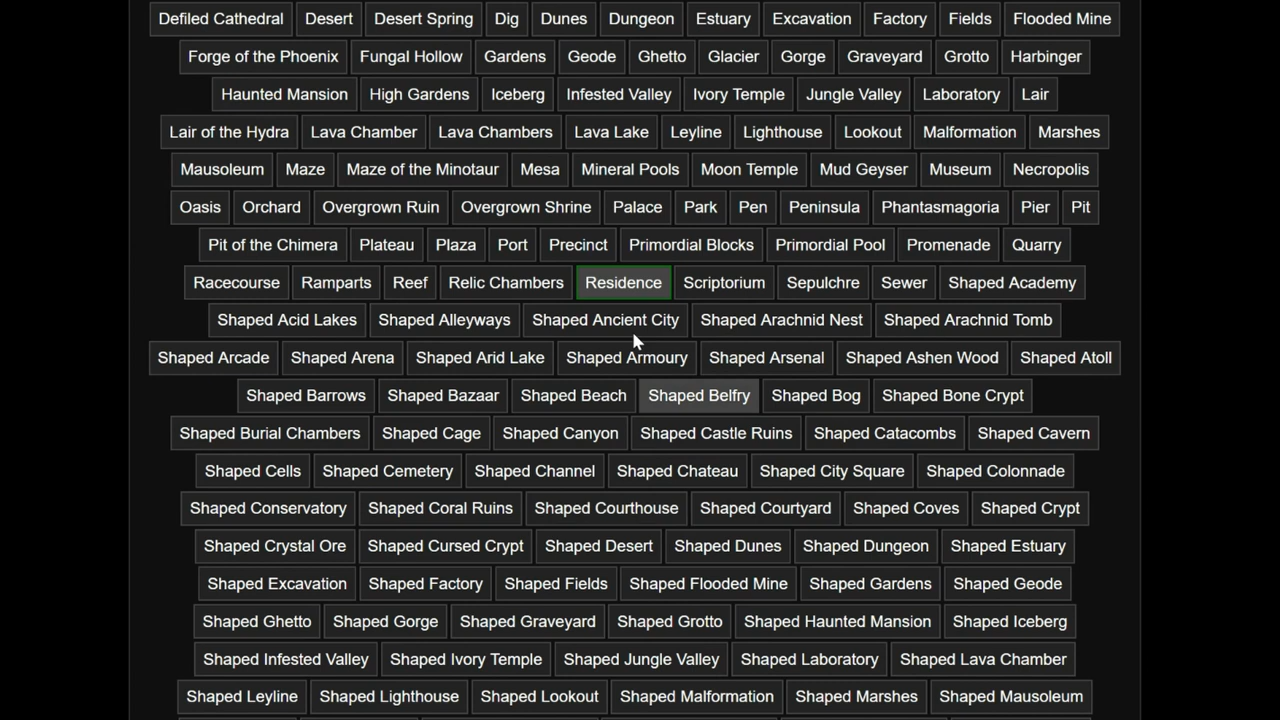 Defiled Cathedral Desert Desert Spring Dig Dunes Dungeon Estuary Excavation Factory Fields Flooded Mine
Forge of the Phoenix Fungal Hollow Gardens Geode Ghetto Glacier Gorge Graveyard Grotto Harbinger
Haunted Mansion High Gardens Iceberg Infested Valley Ivory Temple Jungle Valley Laboratory Lair
Lair of the Hydra Lava Chamber Lava Chambers Lava Lake Leyline Lighthouse Lookout Malformation Marshes
Mausoleum Maze Maze of the Minotaur Mesa Mineral Pools Moon Temple Mud Geyser Museum Necropolis
Oasis Orchard Overgrown Ruin Overgrown Shrine Palace Park Pen Peninsula Phantasmagoria Pier Pit
Pit of the Chimera Plateau Plaza Port Precinct Primordial Blocks Primordial Pool Promenade Quarry
Racecourse Ramparts Reef Relic Chambers Residence Scriptorium Sepulchre Sewer Shaped Academy
Shaped Acid Lakes Shaped Alleyways Shaped Ancient City Shaped Arachnid Nest Shaped Arachnid Tomb
Shaped Arcade Shaped Arena Shaped Arid Lake Shaped Armoury Shaped Arsenal Shaped Ashen Wood Shaped Atoll
Shaped Barrows Shaped Bazaar Shaped Beach Shaped Belfry Shaped Bog Shaped Bone Crypt
Shaped Burial Chambers Shaped Cage Shaped Canyon Shaped Castle Ruins Shaped Catacombs Shaped Cavern
Shaped Cells Shaped Cemetery Shaped Channel Shaped Chateau Shaped City Square Shaped Colonnade
Shaped Conservatory Shaped Coral Ruins Shaped Courthouse Shaped Courtyard Shaped Coves Shaped Crypt
Shaped Crystal Ore Shaped Cursed Crypt Shaped Desert Shaped Dunes Shaped Dungeon Shaped Estuary
Shaped Excavation Shaped Factory Shaped Fields Shaped Flooded Mine Shaped Gardens Shaped Geode
Shaped Ghetto Shaped Gorge Shaped Graveyard Shaped Grotto Shaped Haunted Mansion Shaped Iceberg
Shaped Infested Valley Shaped Ivory Temple Shaped Jungle Valley Shaped Laboratory Shaped Lava Chamber
Shaped Leyline Shaped Lighthouse Shaped Lookout Shaped Malformation Shaped Marshes Shaped Mausoleum